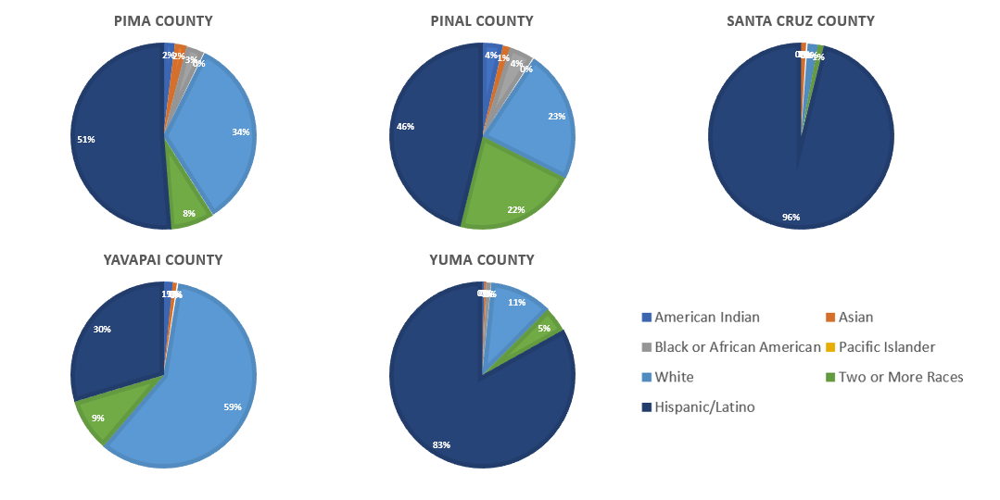 PIMA COUNTY
2%
2%
3%
0%
34%
8%
51%
PINAL COUNTY
4%
1%
4%
0%
23%
22%
46%
SANTA CRUZ COUNTY
1%
96%
YAVAPAI COUNTY
1%
59%
9%
30%
YUMA COUNTY
11%
5%
83%
American Indian
Asian
Black or African American
Pacific Islander
White
Two or More Races
Hispanic/Latino